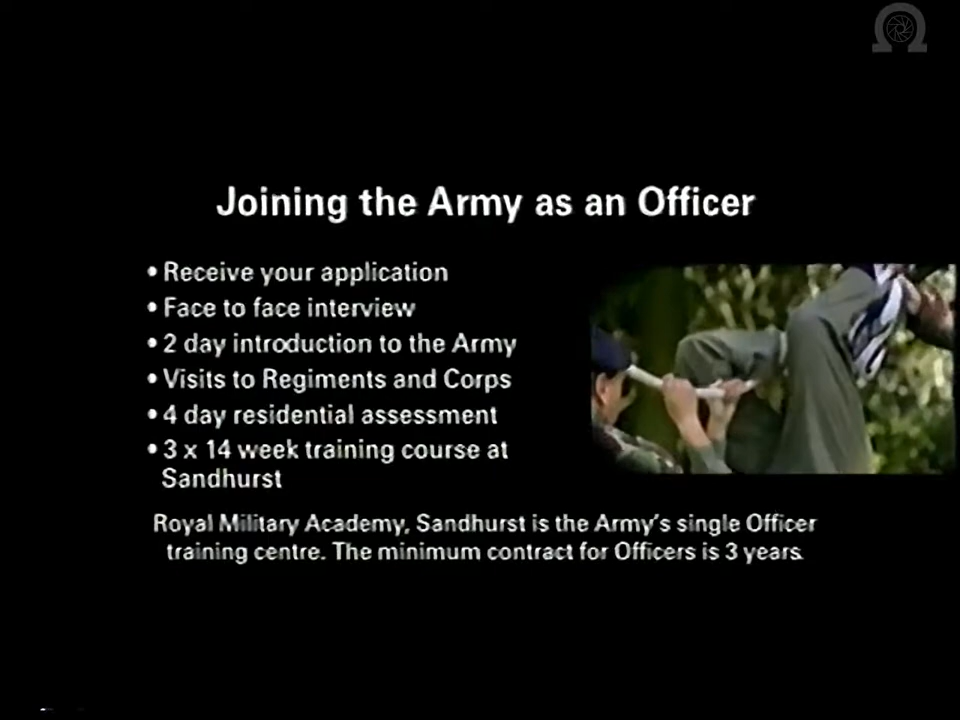 Joining the Army as an Officer
• Receive your application
• Face to face interview
• 2 day introduction to the Army
• Visits to Regiments and Corps
• 4 day residential assessment
• 3 x 14 week training course at
Sandhurst
Royal Military Academy, Sandhurst is the Army's single Officer
training centre. The minimum contract for Officers is 3 years.